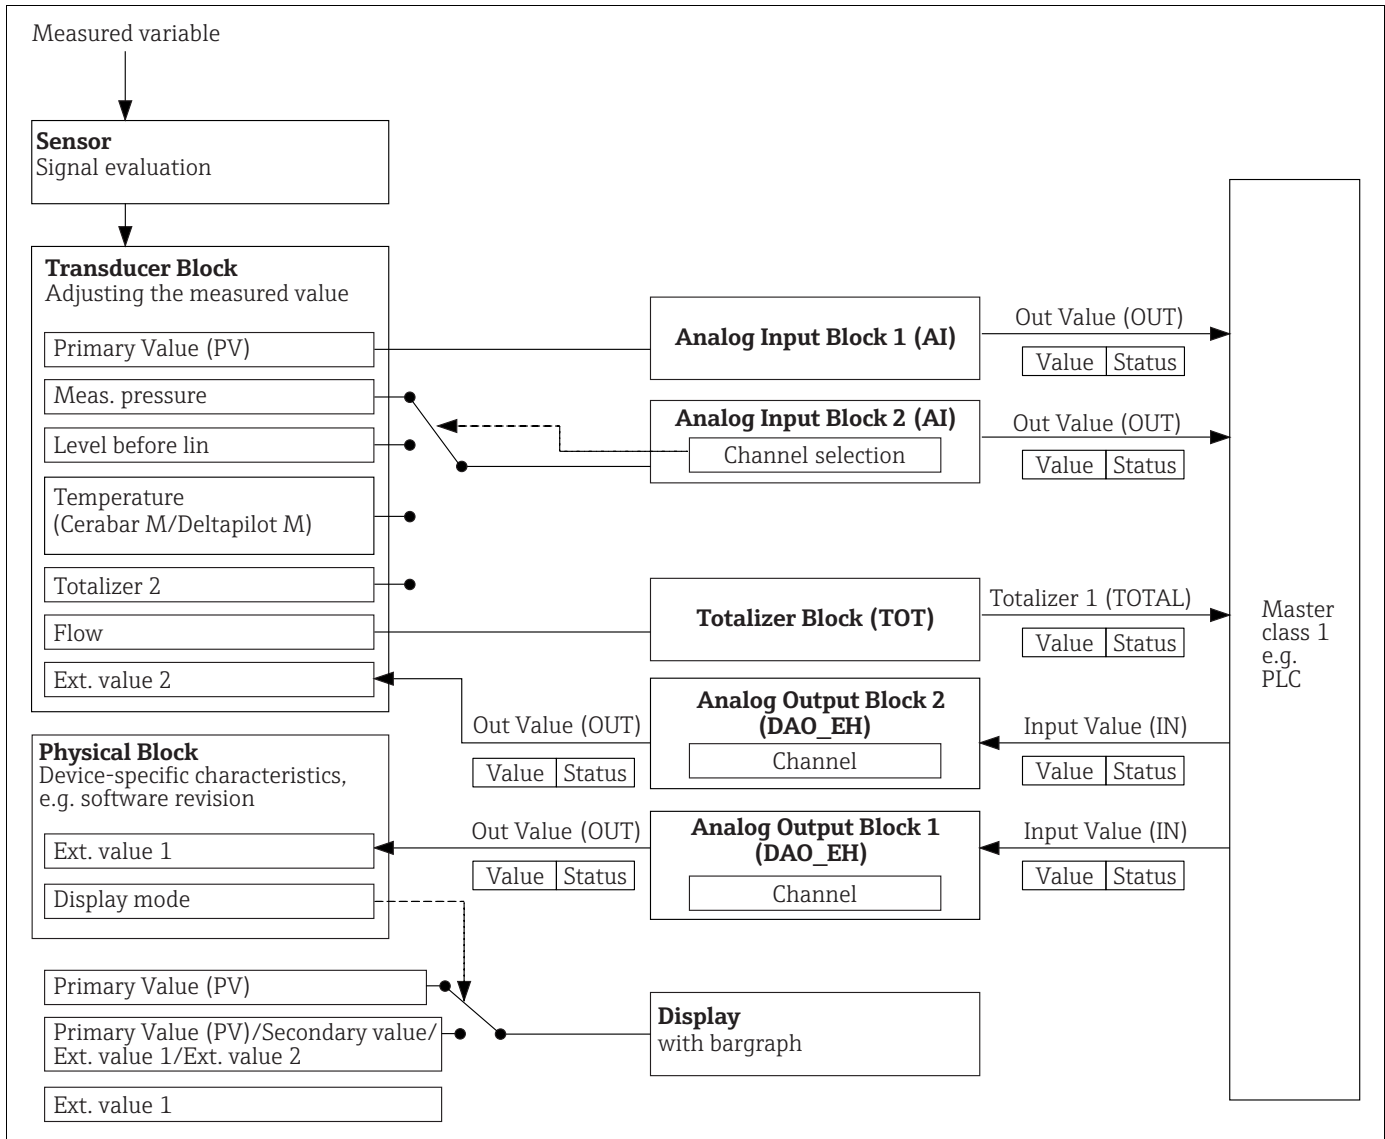 Measured variable
Sensor
Signal evaluation
Transducer Block
Adjusting the measured value
Primary Value (PV)
Meas. pressure
Level before lin
Temperature
(Cerabar M/Deltapilot M)
Totalizer 2
Flow
Ext. value 2
Physical Block
Device-specific characteristics,
e.g. software revision
Ext. value 1
Display mode
Primary Value (PV)
Primary Value (PV)/Secondary value/
Ext. value 1/Ext. value 2
Ext. value 1
Out Value (OUT)
Value Status
Out Value (OUT)
Value Status
Analog Input Block 1 (AI)
Analog Input Block 2 (AI)
Channel selection
Totalizer Block (TOT)
Analog Output Block 2
(DAO_EH)
Channel
Analog Output Block 1
(DAO_EH)
Channel
Display
with bargraph
Out Value (OUT)
Value Status
Out Value (OUT)
Value Status
Totalizer 1 (TOTAL)
Value Status
Input Value (IN)
Value Status
Input Value (IN)
Value Status
Master
class 1
e.g.
PLC